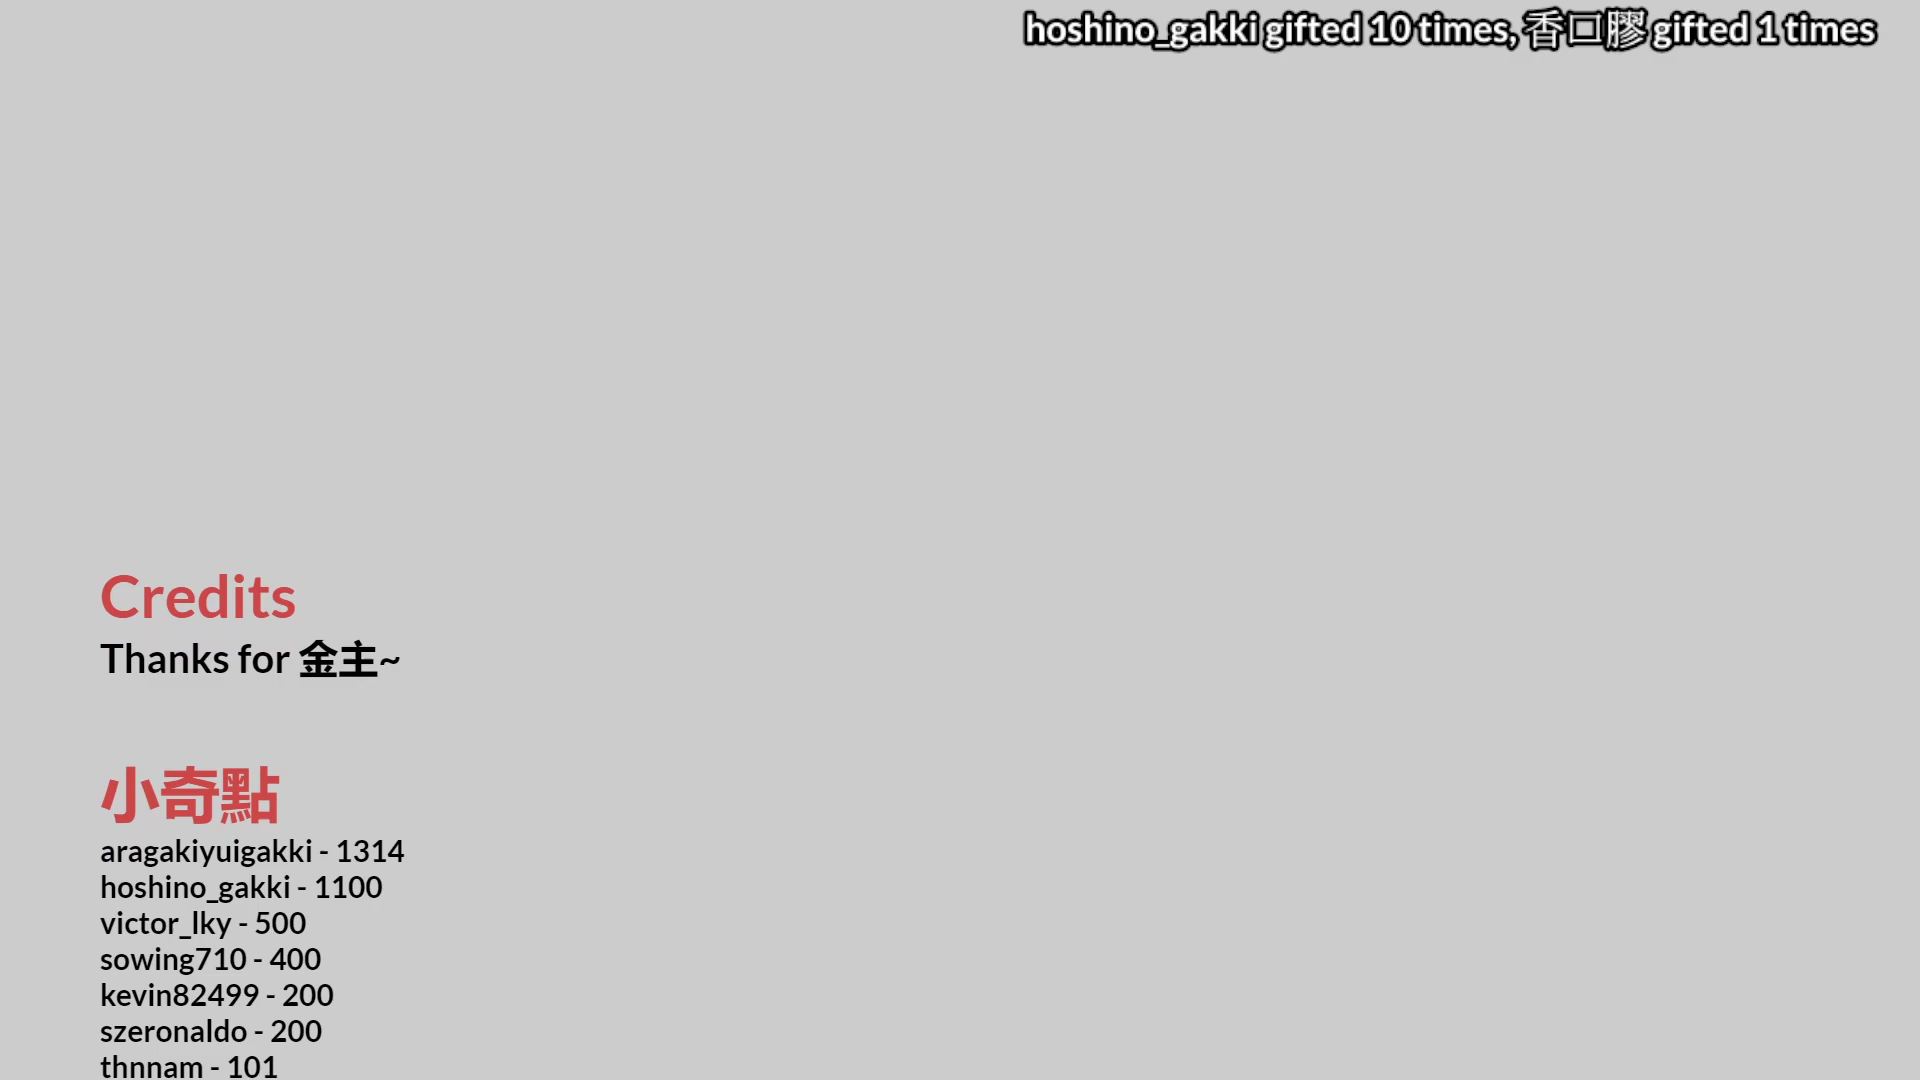 hoshino_gakki gifted 10 times, 香口膠 gifted 1 times
Credits
Thanks for 金主~
小奇點
aragakiyuigakki - 1314
hoshino_gakki - 1100
victor_lky - 500
sowing710 - 400
kevin82499 - 200
szeronaldo - 200
thnnam - 101